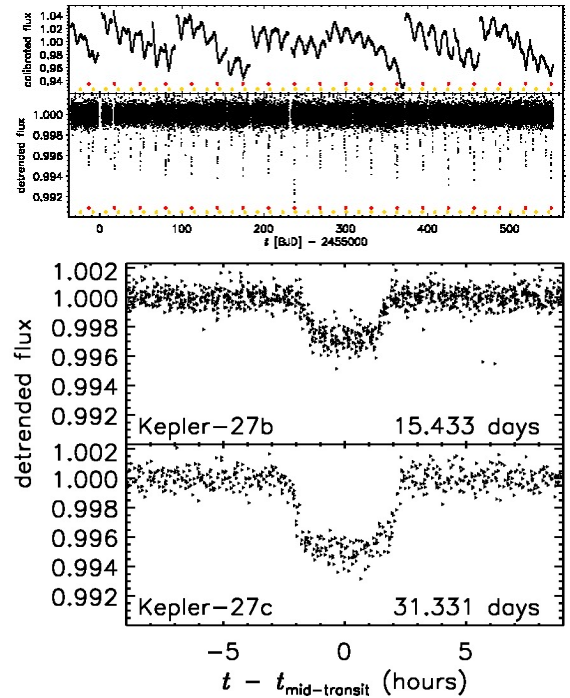 calibrated flux
1.04
1.02
1.00
0.98
0.96
0.94
detrended flux
1.000
0.998
0.996
0.994
0.992
0 100 200 300 400 500
t [BJD] - 2455000
detrended flux
1.002
1.000
0.998
0.996
0.994
0.992
Kepler-27b 15.433 days
1.002
1.000
0.998
0.996
0.994
0.992
Kepler-27c 31.331 days
-5 0 5
t - tmid-transit (hours)